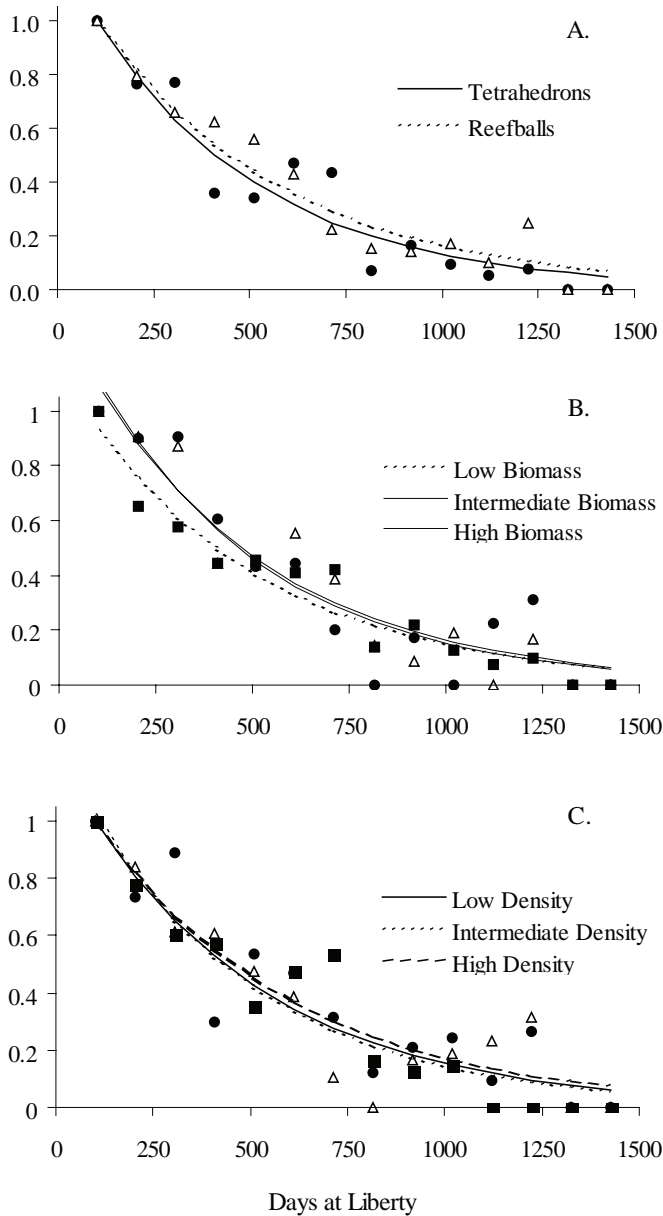 1.0
A.
0.8
Tetrahedrons
0.6
Reefballs
0.4
0.2
0.0
0 250 500 750 1000 1250 1500
B.
1
0.8
Low Biomass
Intermediate Biomass
0.6
High Biomass
0.4
0.2
0
0 250 500 750 1000 1250 1500
C.
1
0.8
Low Density
Intermediate Density
0.6
High Density
0.4
0.2
0
0 250 500 750 1000 1250 1500
Days at Liberty